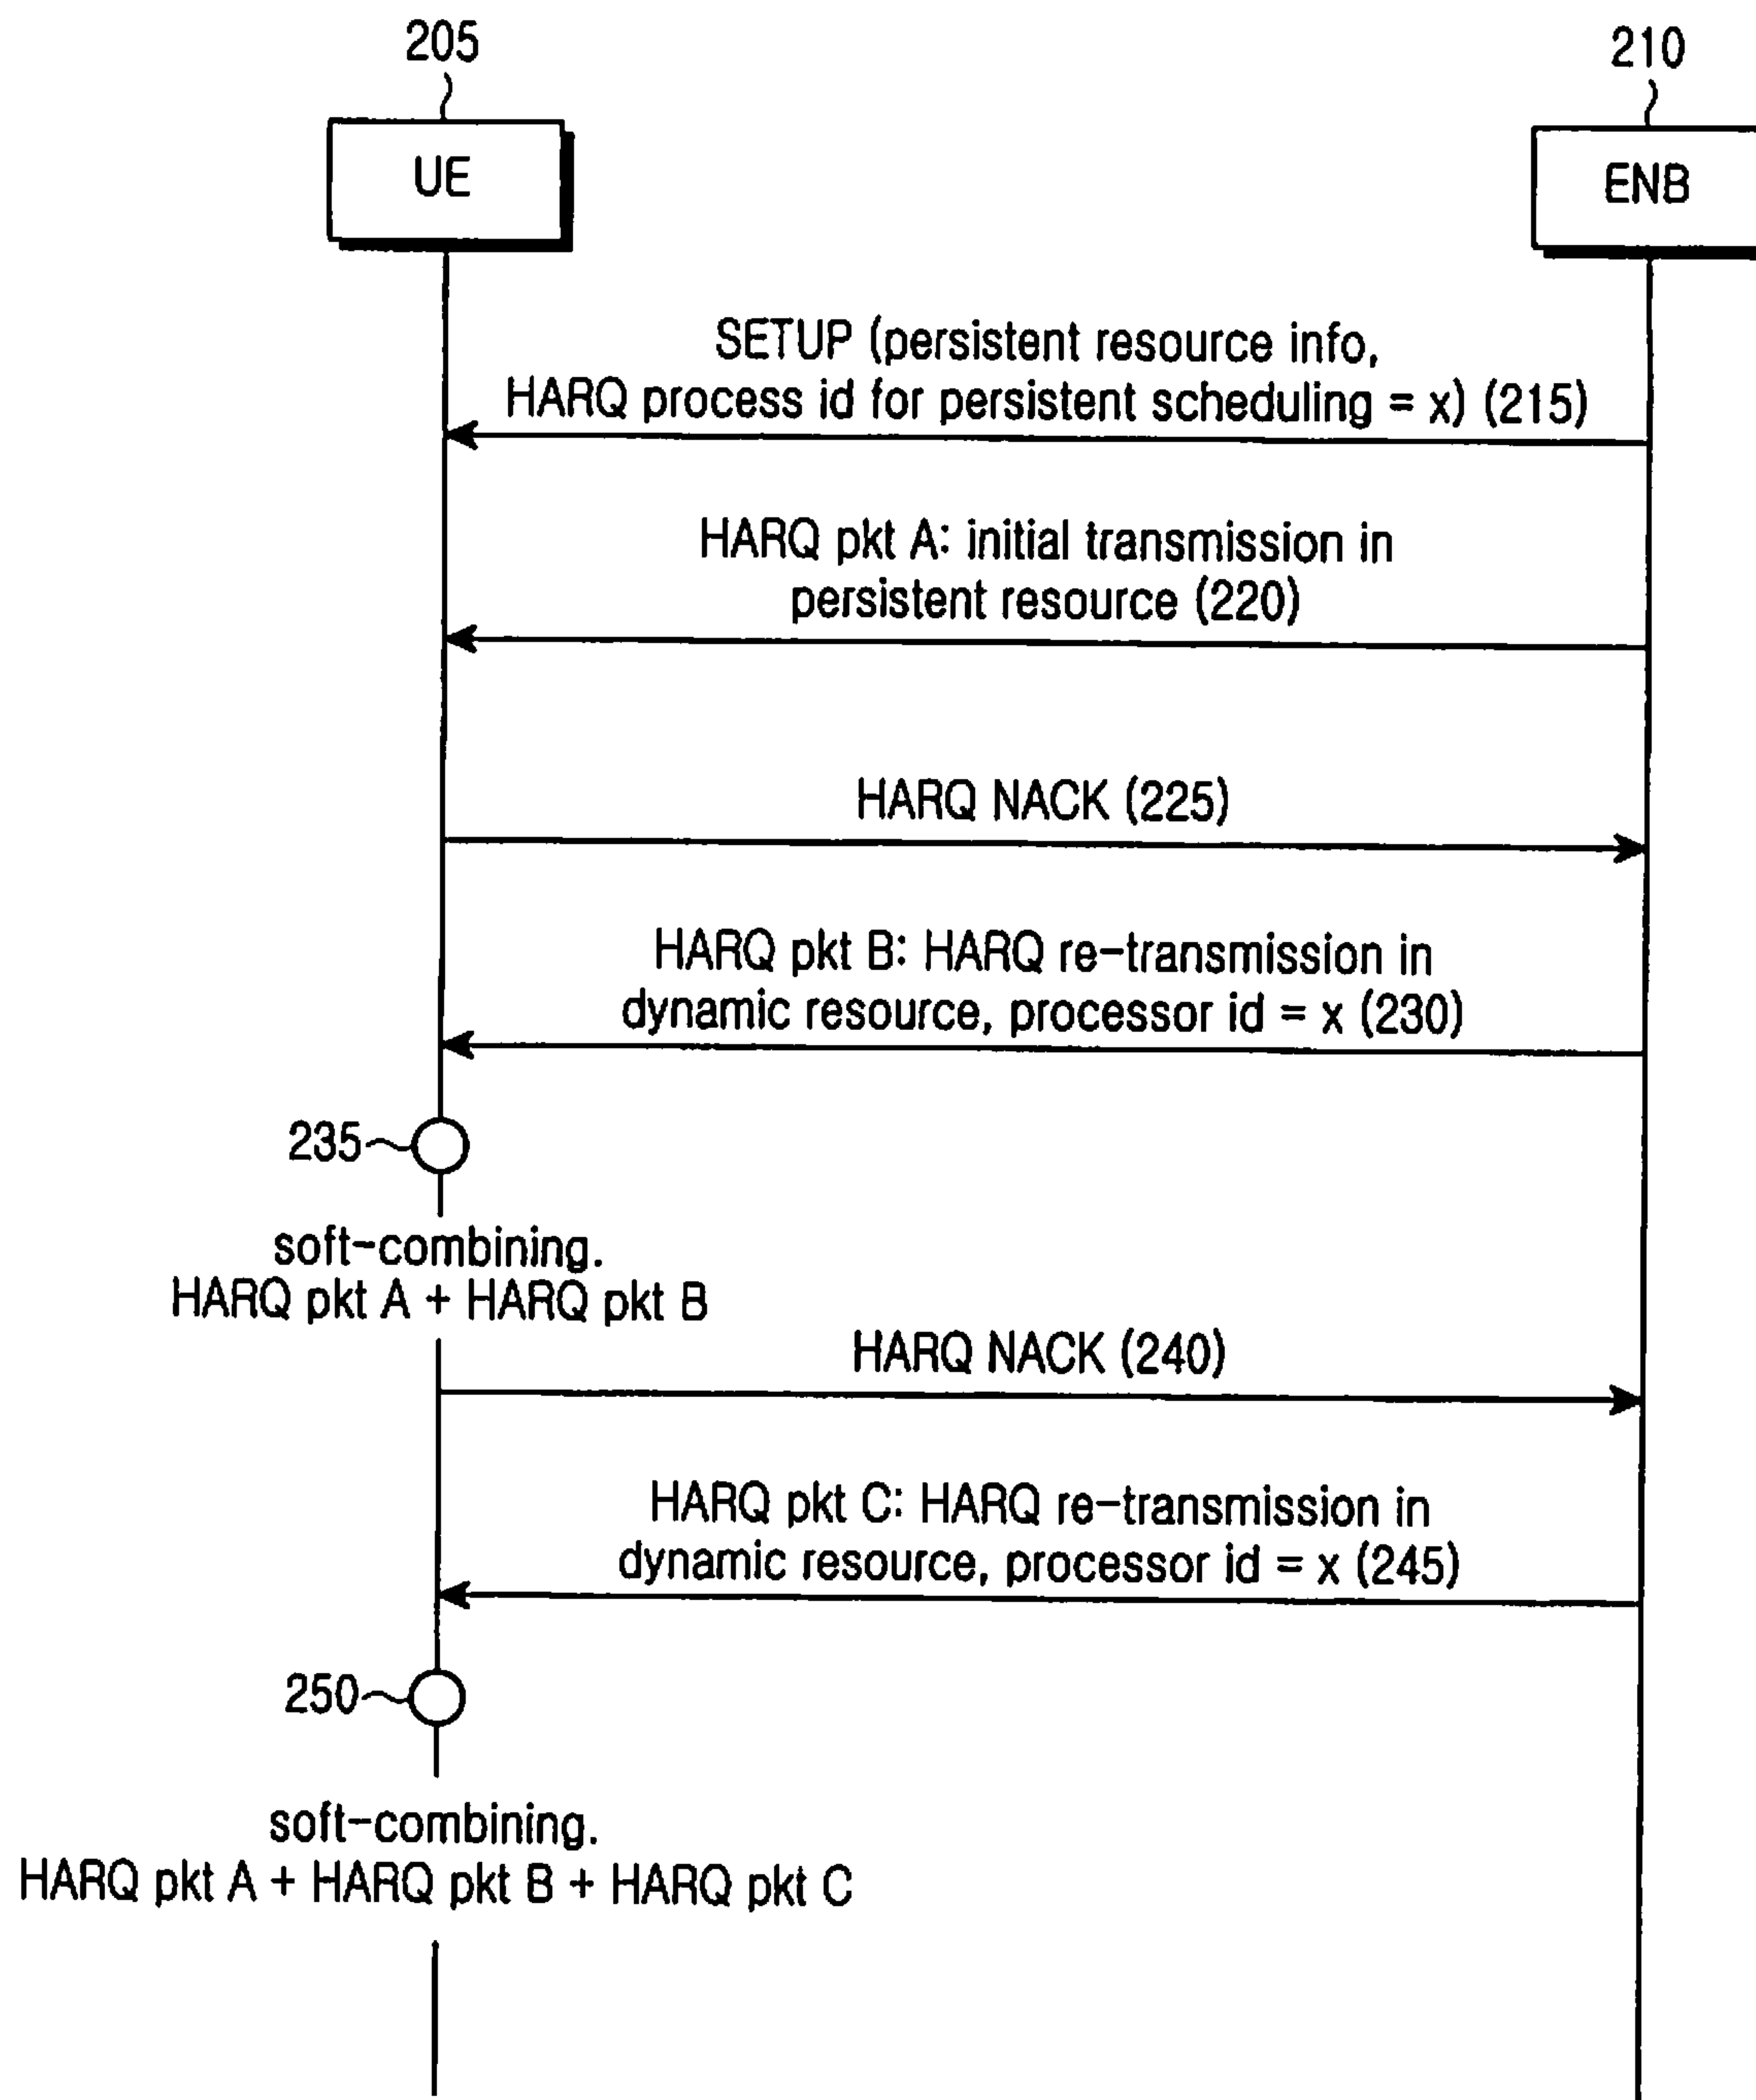 205
210
UE
ENB
SETUP (persistent resource info,
HARQ process id for persistent scheduling = x) (215)
HARQ pkt A: initial transmission in
persistent resource (220)
HARQ NACK (225)
HARQ pkt B: HARQ re-transmission in
dynamic resource, processor id = x (230)
235
soft-combining.
HARQ pkt A + HARQ pkt B
HARQ NACK (240)
HARQ pkt C: HARQ re-transmission in
dynamic resource, processor id = x (245)
250
soft-combining.
HARQ pkt A + HARQ pkt B + HARQ pkt C